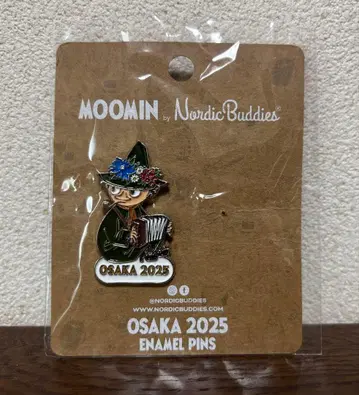 MOOMIN by NordicBuddies®
OSAKA 2025
@NORDICBUDDIES
WWW.NORDICBUDDIES.COM
OSAKA 2025
ENAMEL PINS